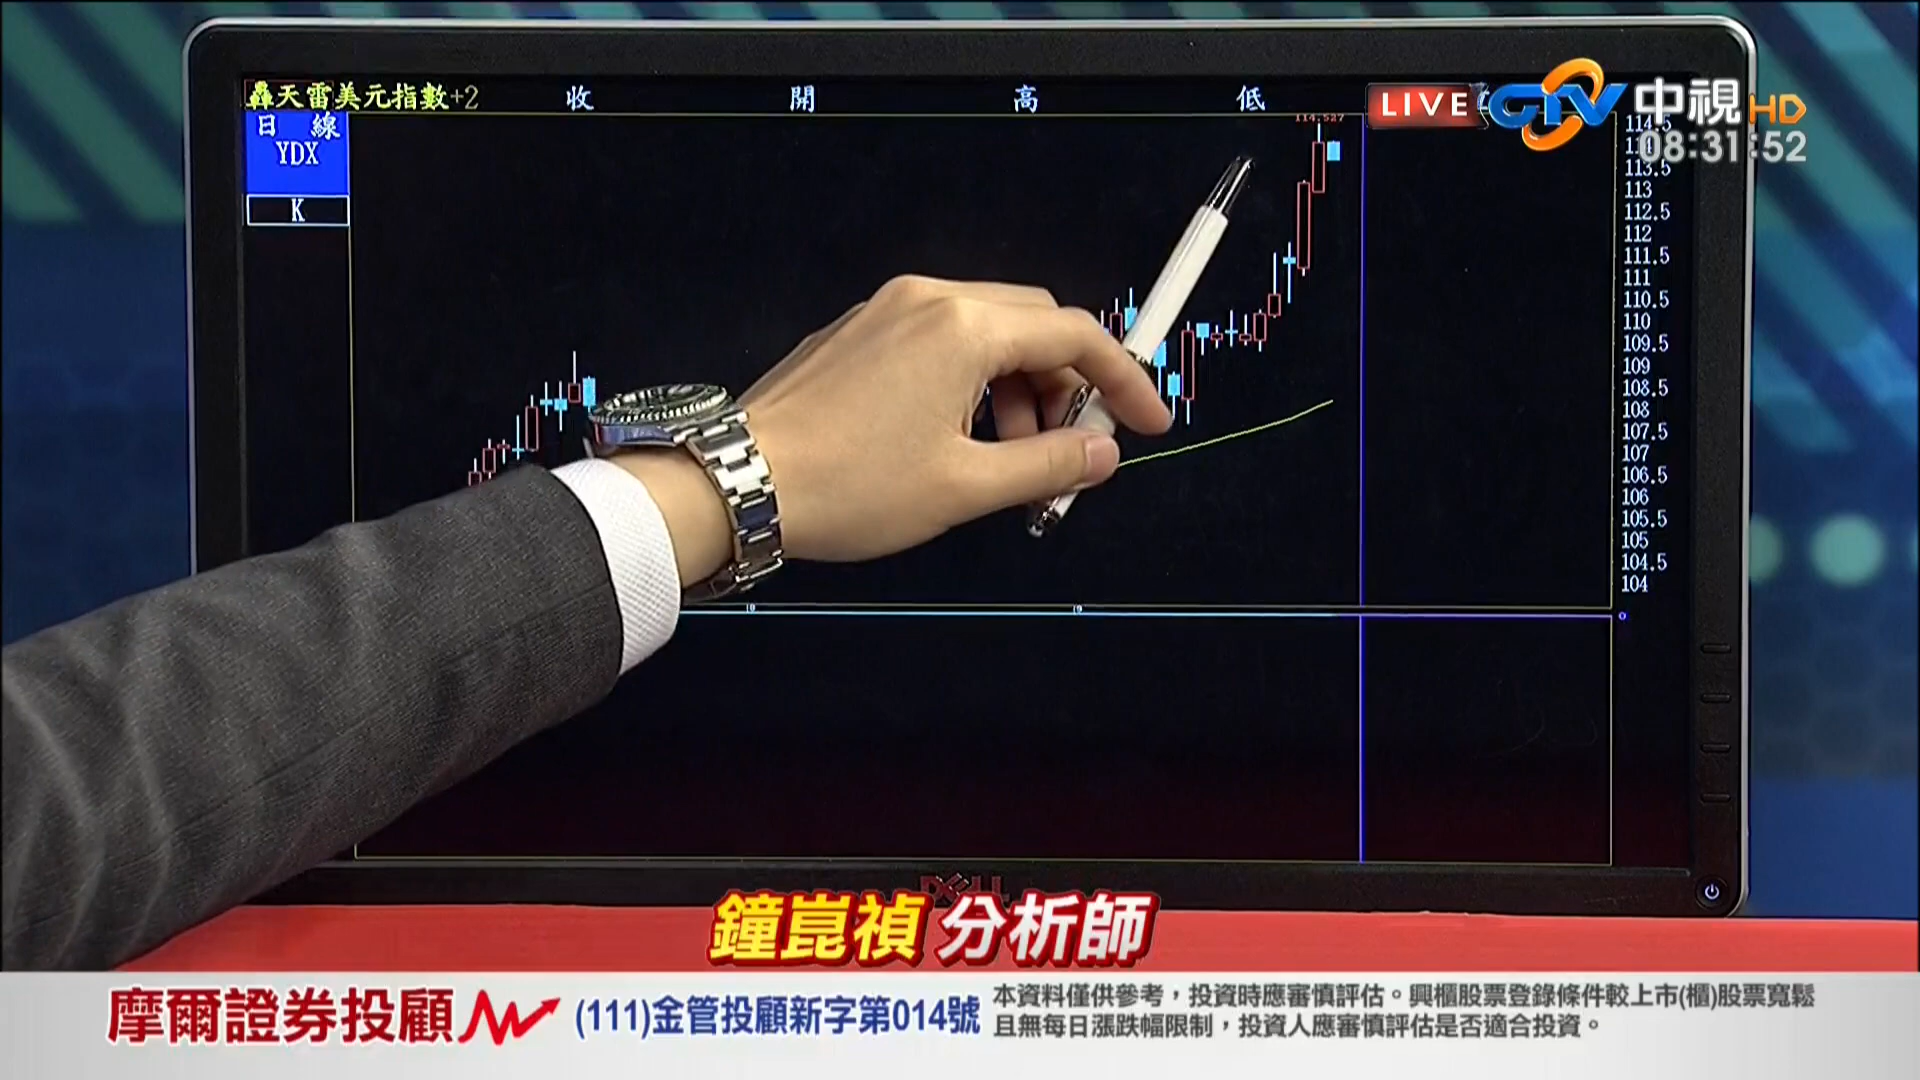 轟天雷美元指數+2 收 開 高 低
日 線
YDX
K
114.527
LIVE
CTV 中視 HD
08:31:52
114.5
114
113.5
113
112.5
112
111.5
111
110.5
110
109.5
109
108.5
108
107.5
107
106.5
106
105.5
105
104.5
104
DELL
鐘崑禎 分析師
摩爾證券投顧
(111)金管投顧新字第014號
本資料僅供參考，投資時應審慎評估。興櫃股票登錄條件較上市(櫃)股票寬鬆
且無每日漲跌幅限制，投資人應審慎評估是否適合投資。